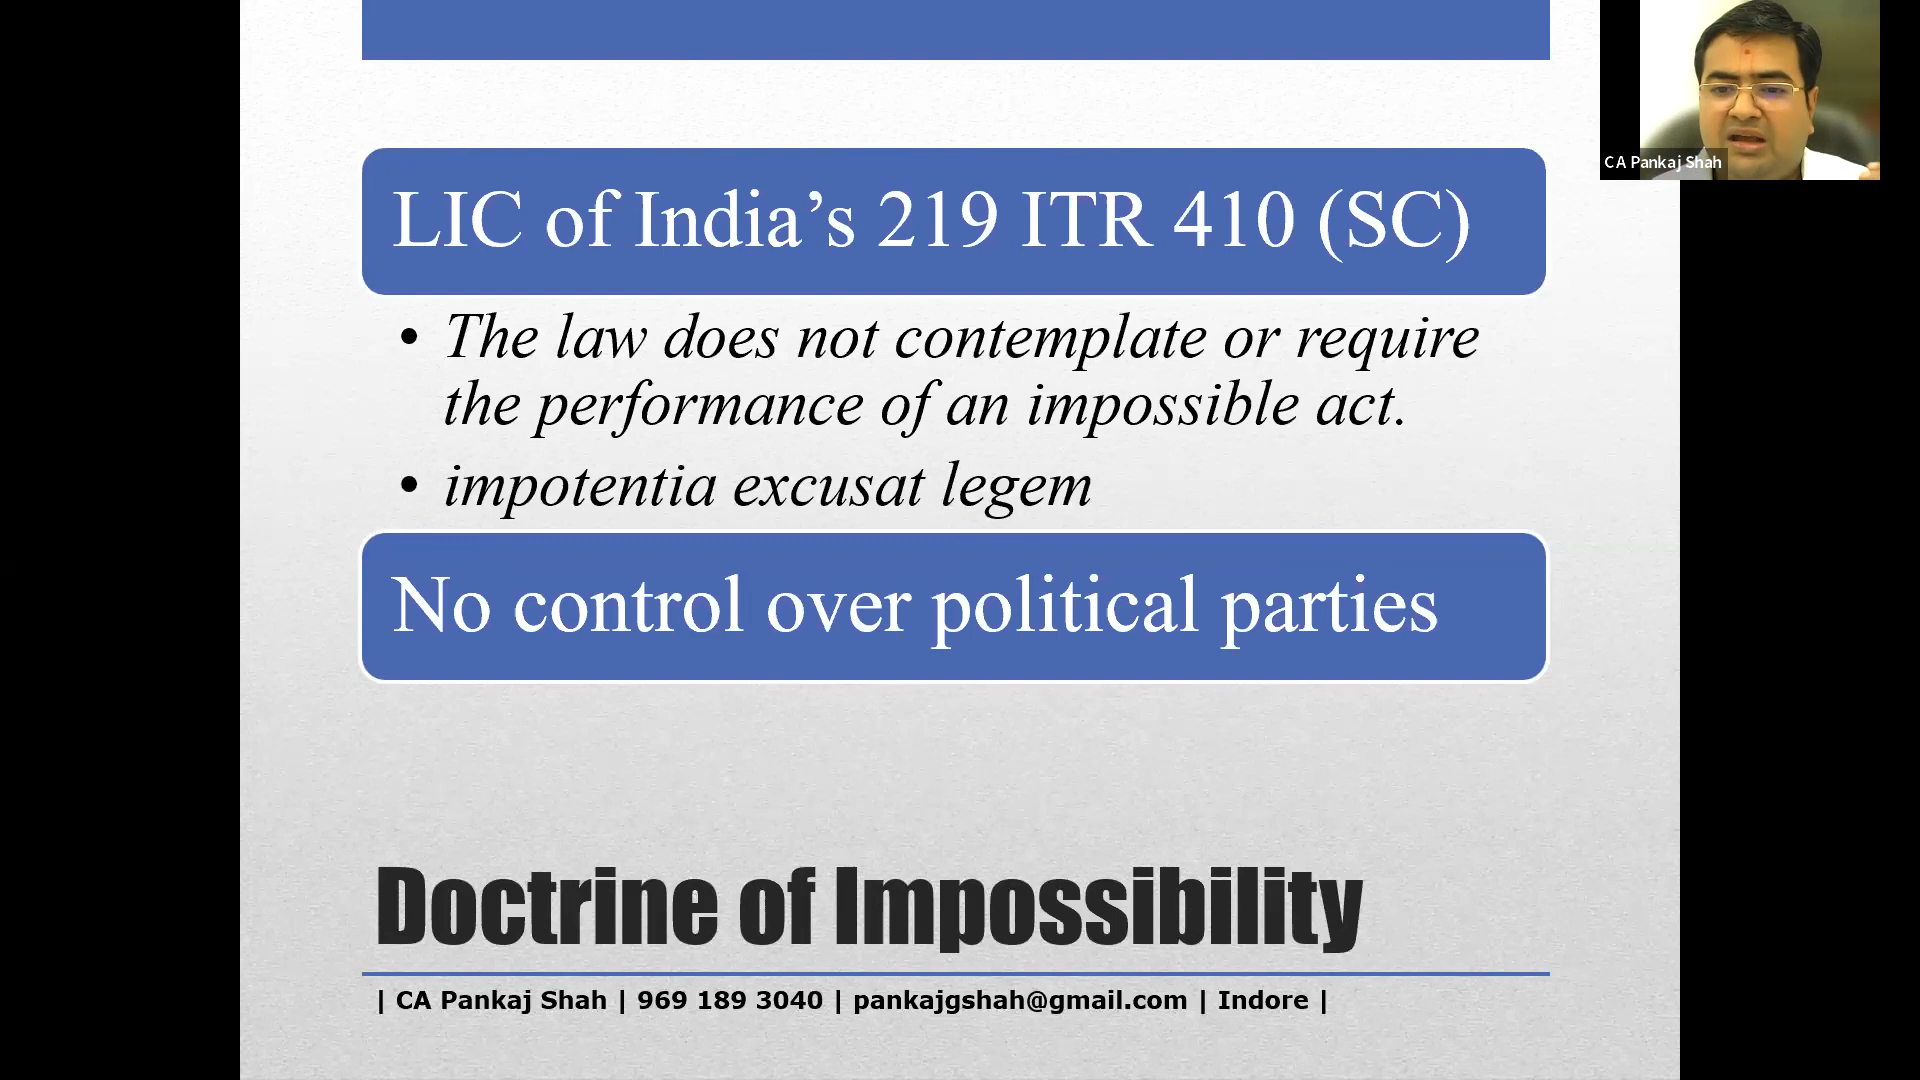 LIC of India’s 219 ITR 410 (SC)
• The law does not contemplate or require
the performance of an impossible act.
• impotentia excusat legem
No control over political parties
Doctrine of Impossibility
| CA Pankaj Shah | 969 189 3040 | pankajgshah@gmail.com | Indore |
CA Pankaj Shah